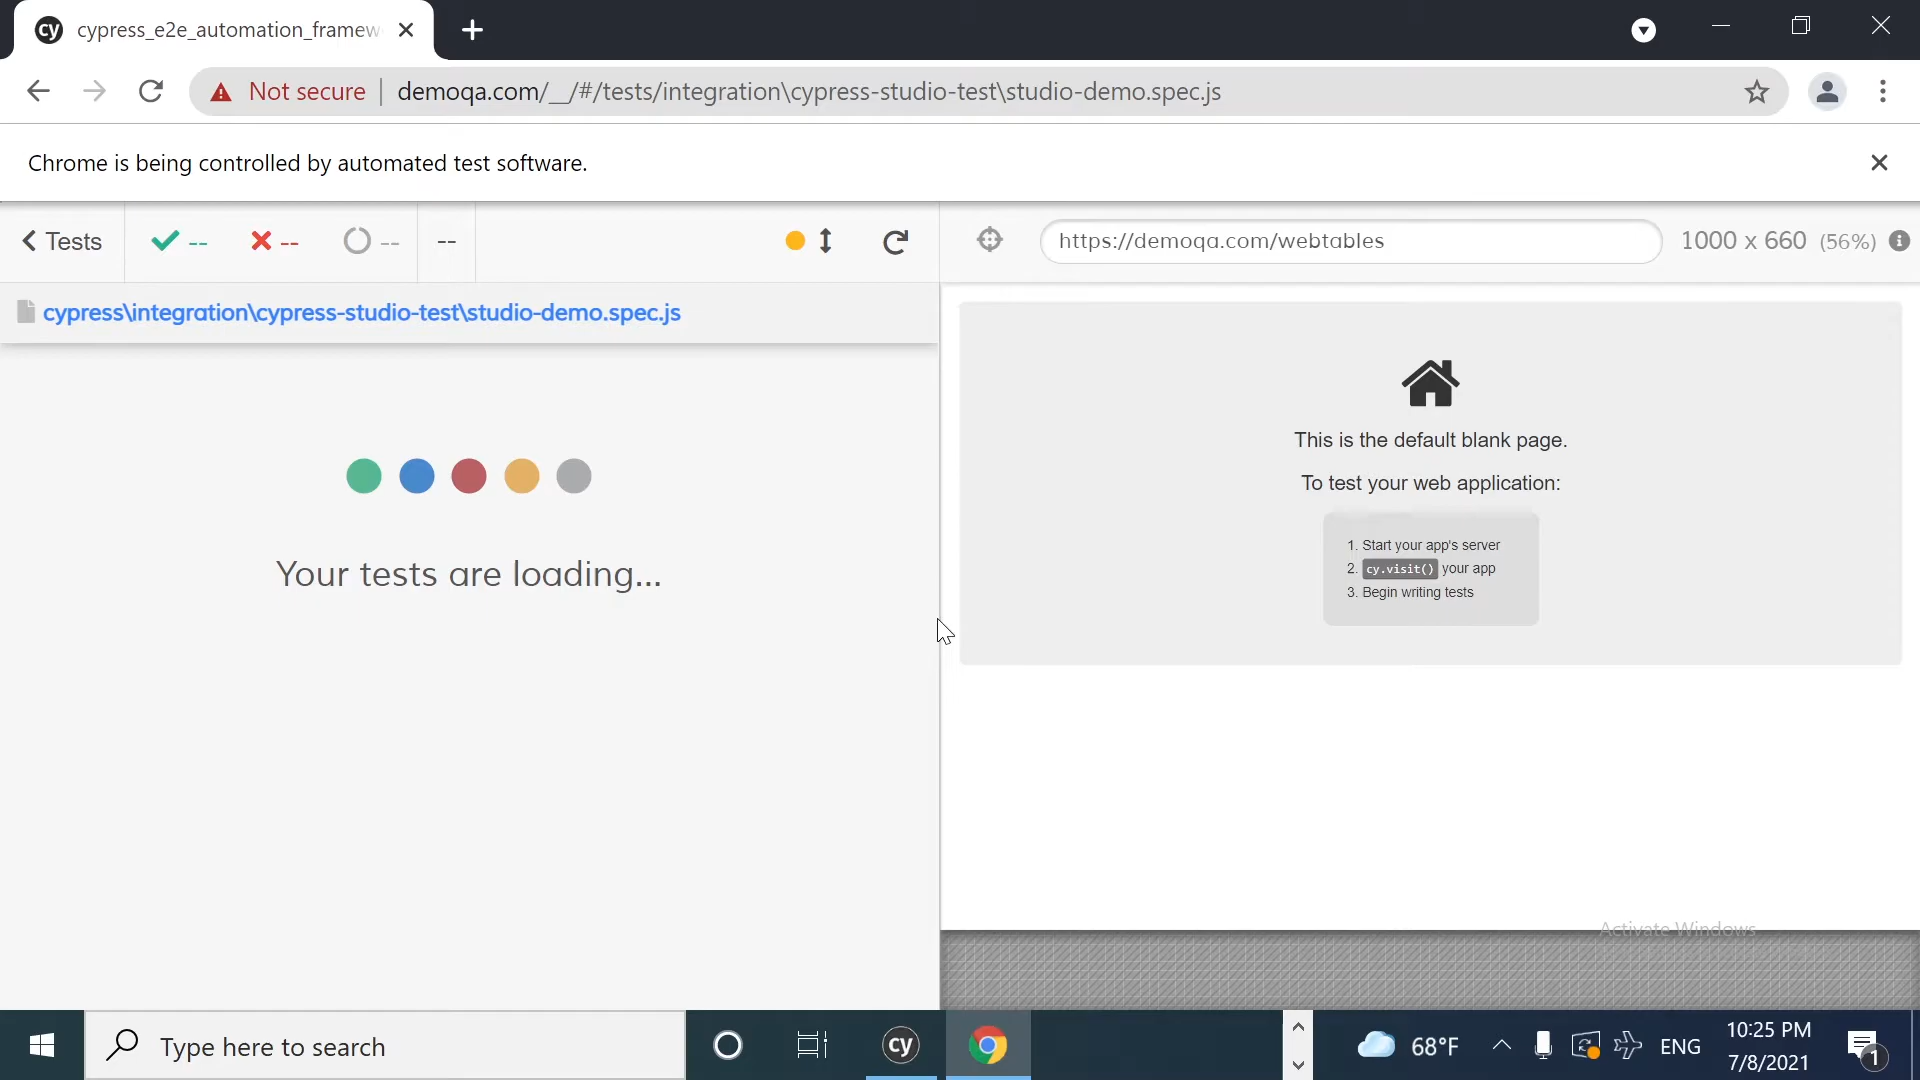 cy cypress_e2e_automation_framew
Not secure demoqa.com/__/#/tests/integration\cypress-studio-test\studio-demo.spec.js
Chrome is being controlled by automated test software.
Tests -- -- -- --
https://demoqa.com/webtables 1000 x 660 (56%)
cypress\integration\cypress-studio-test\studio-demo.spec.js
Your tests are loading...
This is the default blank page.
To test your web application:
1. Start your app's server
2. cy.visit() your app
3. Begin writing tests
Activate Windows
Type here to search
cy
68°F
ENG
10:25 PM
7/8/2021
1